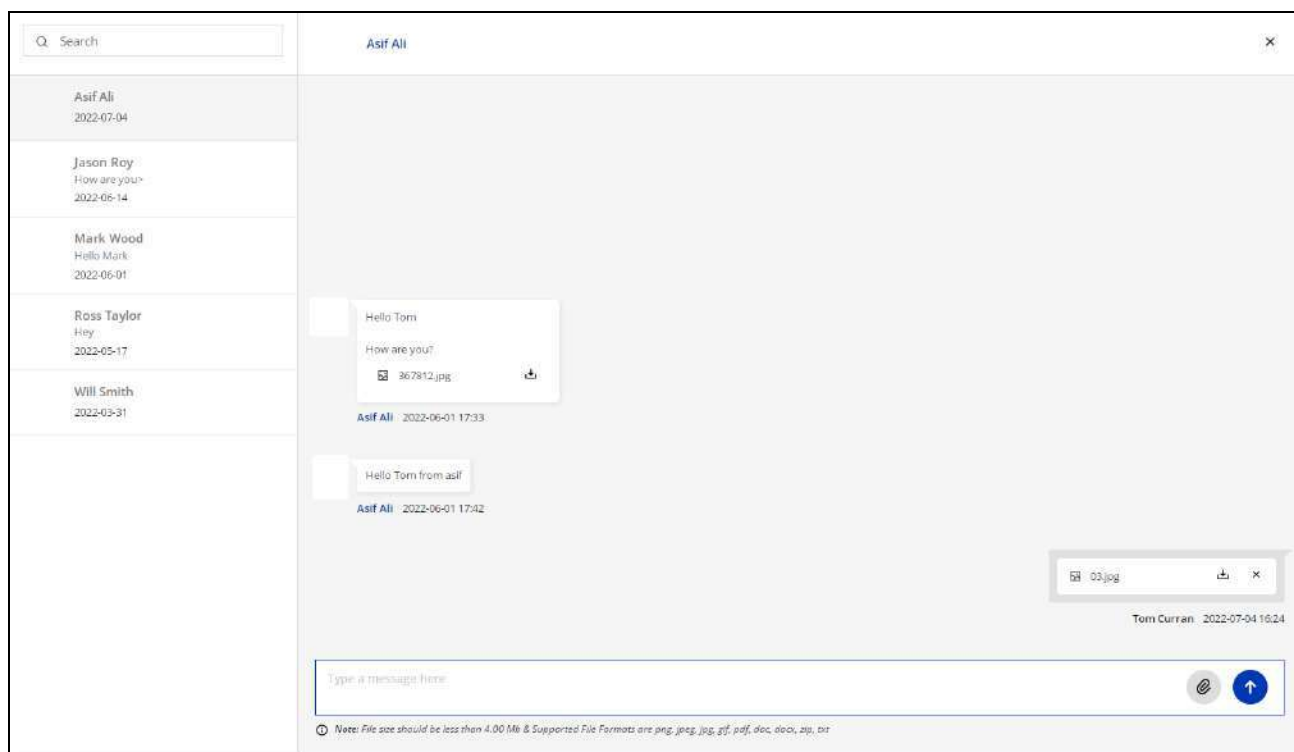 Search
Asif Ali
Asif Ali
2022-07-04
Jason Roy
How are you>
2022-06-14
Mark Wood
Hello Mark
2022-06-01
Ross Taylor
Hey
2022-05-17
Will Smith
2022-03-31
Hello Tom
How are you?
367812.jpg
Asif Ali 2022-06-01 17:33
Hello Tom from asif
Asif Ali 2022-06-01 17:42
03.jpg
Tom Curran 2022-07-04 16:24
Type a message here
Note: File size should be less than 4.00 Mb & Supported File Formats are png, jpeg, jpg, gif, pdf, doc, docx, zip, txt